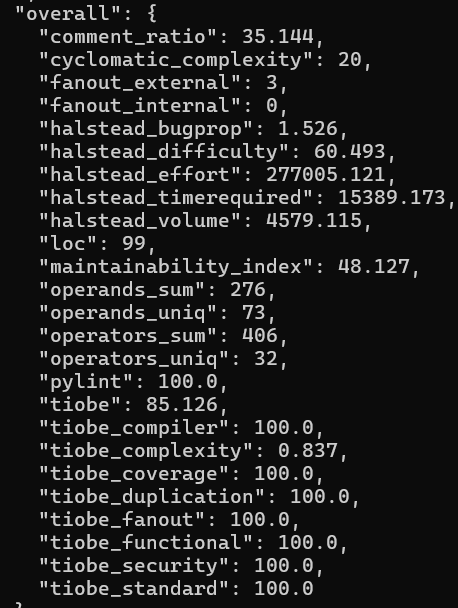 "overall": {
"comment_ratio": 35.144,
"cyclomatic_complexity": 20,
"fanout_external": 3,
"fanout_internal": 0,
"halstead_bugprop": 1.526,
"halstead_difficulty": 60.493,
"halstead_effort": 277005.121,
"halstead_timerequired": 15389.173,
"halstead_volume": 4579.115,
"loc": 99,
"maintainability_index": 48.127,
"operands_sum": 276,
"operands_uniq": 73,
"operators_sum": 406,
"operators_uniq": 32,
"pylint": 100.0,
"tiobe": 85.126,
"tiobe_compiler": 100.0,
"tiobe_complexity": 0.837,
"tiobe_coverage": 100.0,
"tiobe_duplication": 100.0,
"tiobe_fanout": 100.0,
"tiobe_functional": 100.0,
"tiobe_security": 100.0,
"tiobe_standard": 100.0
}